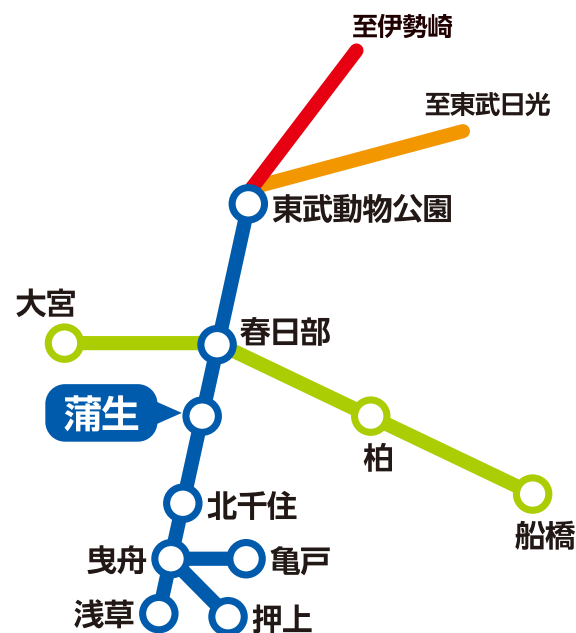 至伊勢崎
至東武日光
東武動物公園
大宮
春日部
蒲生
柏
北千住
船橋
曳舟
亀戸
浅草
押上